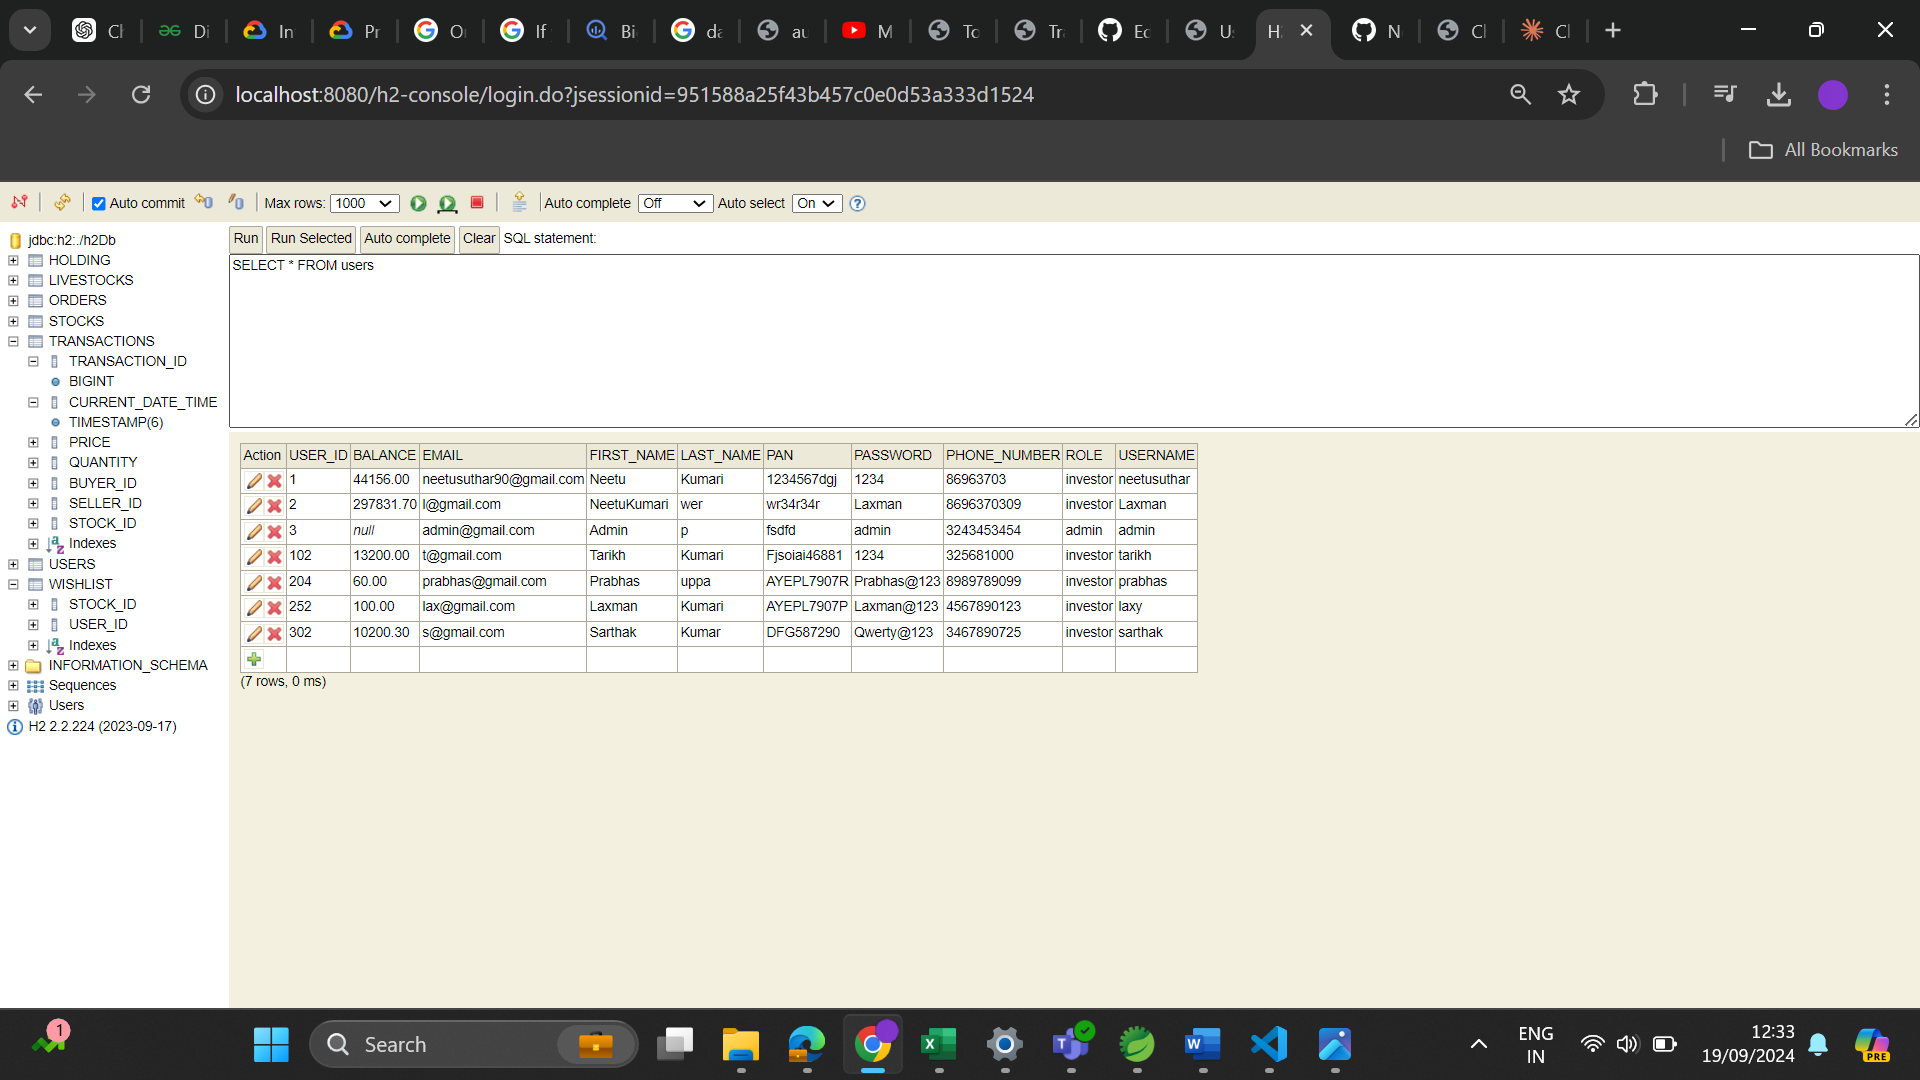 Ch
Di
In
Pr
O
If
Bi
da
au
M
To
Tra
Ec
Us
H
N
Cl
Cl
localhost:8080/h2-console/login.do?jsessionid=951588a25f43b457c0e0d53a333d1524
All Bookmarks
Auto commit Max rows: 1000 Auto complete Off Auto select On
jdbc:h2:./h2Db
HOLDING
LIVESTOCKS
ORDERS
STOCKS
TRANSACTIONS
TRANSACTION_ID
BIGINT
CURRENT_DATE_TIME
TIMESTAMP(6)
PRICE
QUANTITY
BUYER_ID
SELLER_ID
STOCK_ID
Indexes
USERS
WISHLIST
STOCK_ID
USER_ID
Indexes
INFORMATION_SCHEMA
Sequences
Users
H2 2.2.224 (2023-09-17)
Run Run Selected Auto complete Clear SQL statement:
SELECT * FROM users
Action USER_ID BALANCE EMAIL FIRST_NAME LAST_NAME PAN PASSWORD PHONE_NUMBER ROLE USERNAME
1 44156.00 neetusuthar90@gmail.com Neetu Kumari 1234567dgj 1234 86963703 investor neetusuthar
2 297831.70 l@gmail.com NeetuKumari wer wr34r34r Laxman 8696370309 investor Laxman
3 null admin@gmail.com Admin p fsdfd admin 3243453454 admin admin
102 13200.00 t@gmail.com Tarikh Kumari Fjsoiai46881 1234 325681000 investor tarikh
204 60.00 prabhas@gmail.com Prabhas uppa AYEPL7907R Prabhas@123 8989789099 investor prabhas
252 100.00 lax@gmail.com Laxman Kumari AYEPL7907P Laxman@123 4567890123 investor laxy
302 10200.30 s@gmail.com Sarthak Kumar DFG587290 Qwerty@123 3467890725 investor sarthak
(7 rows, 0 ms)
1
Search
ENG
IN
12:33
19/09/2024
PRE